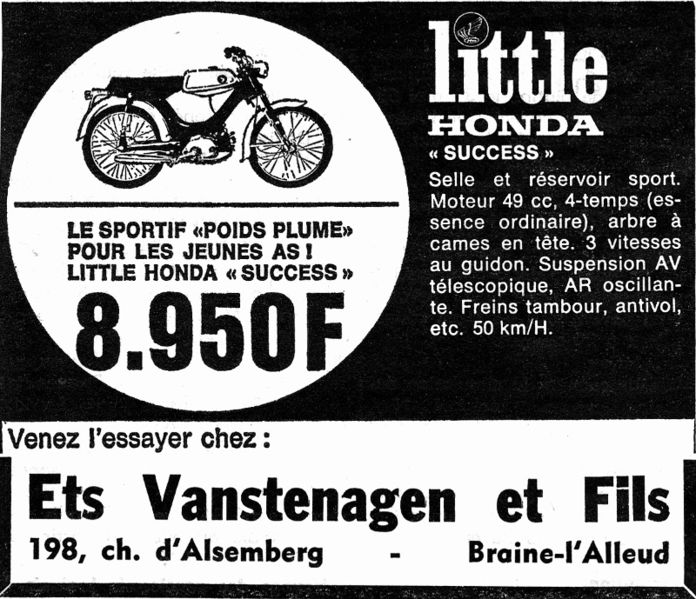 little
HONDA
« SUCCESS »
Selle et réservoir sport.
Moteur 49 cc, 4-temps (es-
sence ordinaire), arbre à
cames en tête. 3 vitesses
au guidon. Suspension AV
télescopique, AR oscillan-
te. Freins tambour, antivol,
etc. 50 km/H.
LE SPORTIF «POIDS PLUME»
POUR LES JEUNES AS !
LITTLE HONDA « SUCCESS »
8.950F
Venez l'essayer chez :
Ets Vanstenagen et Fils
198, ch. d'Alsemberg - Braine-l'Alleud